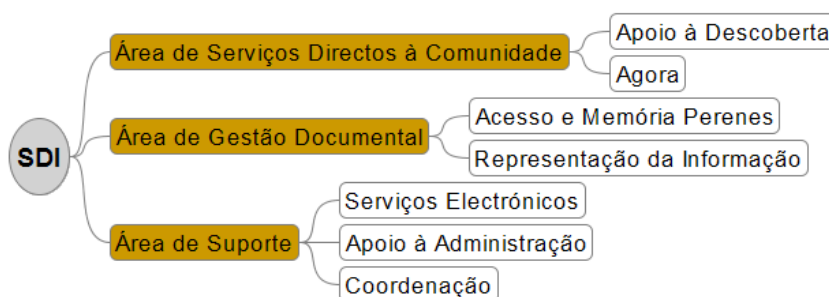 SDI
Área de Serviços Directos à Comunidade
Apoio à Descoberta
Agora
Área de Gestão Documental
Acesso e Memória Perenes
Representação da Informação
Área de Suporte
Serviços Electrónicos
Apoio à Administração
Coordenação